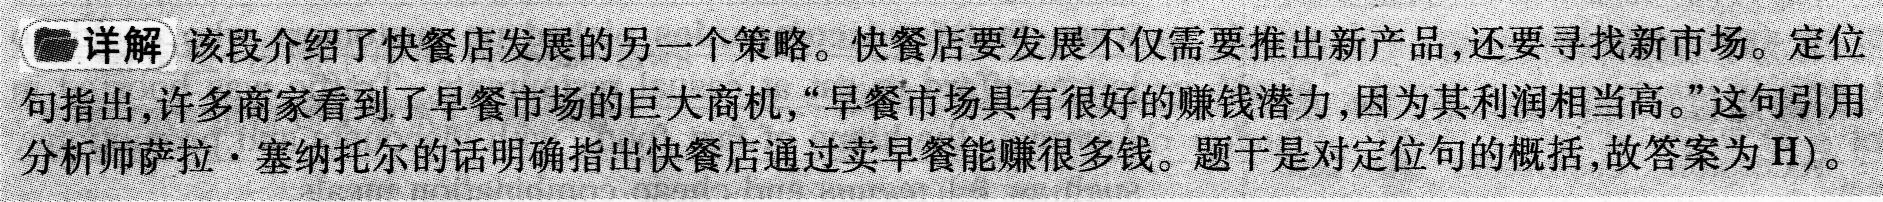 详解 该段介绍了快餐店发展的另一个策略。快餐店要发展不仅需要推出新产品,还要寻找新市场。定位
句指出,许多商家看到了早餐市场的巨大商机,“早餐市场具有很好的赚钱潜力,因为其利润相当高。”这句引用
分析师萨拉·塞纳托尔的话明确指出快餐店通过卖早餐能赚很多钱。题干是对定位句的概括,故答案为 H)。